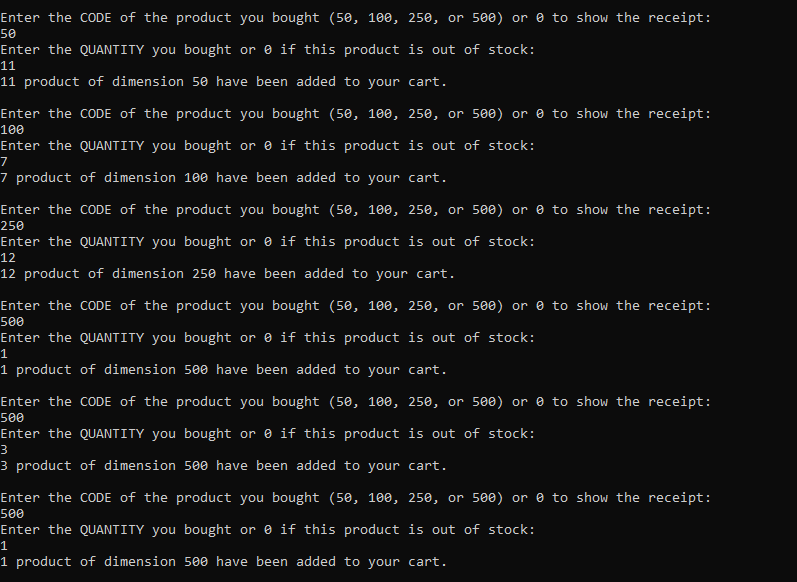 Enter the CODE of the product you bought (50, 100, 250, or 500) or 0 to show the receipt:
50
Enter the QUANTITY you bought or 0 if this product is out of stock:
11
11 product of dimension 50 have been added to your cart.
Enter the CODE of the product you bought (50, 100, 250, or 500) or 0 to show the receipt:
100
Enter the QUANTITY you bought or 0 if this product is out of stock:
7
7 product of dimension 100 have been added to your cart.
Enter the CODE of the product you bought (50, 100, 250, or 500) or 0 to show the receipt:
250
Enter the QUANTITY you bought or 0 if this product is out of stock:
12
12 product of dimension 250 have been added to your cart.
Enter the CODE of the product you bought (50, 100, 250, or 500) or 0 to show the receipt:
500
Enter the QUANTITY you bought or 0 if this product is out of stock:
1
1 product of dimension 500 have been added to your cart.
Enter the CODE of the product you bought (50, 100, 250, or 500) or 0 to show the receipt:
500
Enter the QUANTITY you bought or 0 if this product is out of stock:
3
3 product of dimension 500 have been added to your cart.
Enter the CODE of the product you bought (50, 100, 250, or 500) or 0 to show the receipt:
500
Enter the QUANTITY you bought or 0 if this product is out of stock:
1
1 product of dimension 500 have been added to your cart.